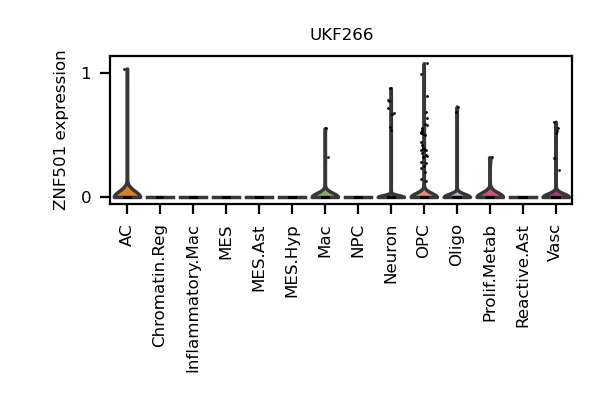 UKF266
ZNF501 expression
1
0
AC
Chromatin.Reg
Inflammatory.Mac
MES
MES.Ast
MES.Hyp
Mac
NPC
Neuron
OPC
Oligo
Prolif.Metab
Reactive.Ast
Vasc